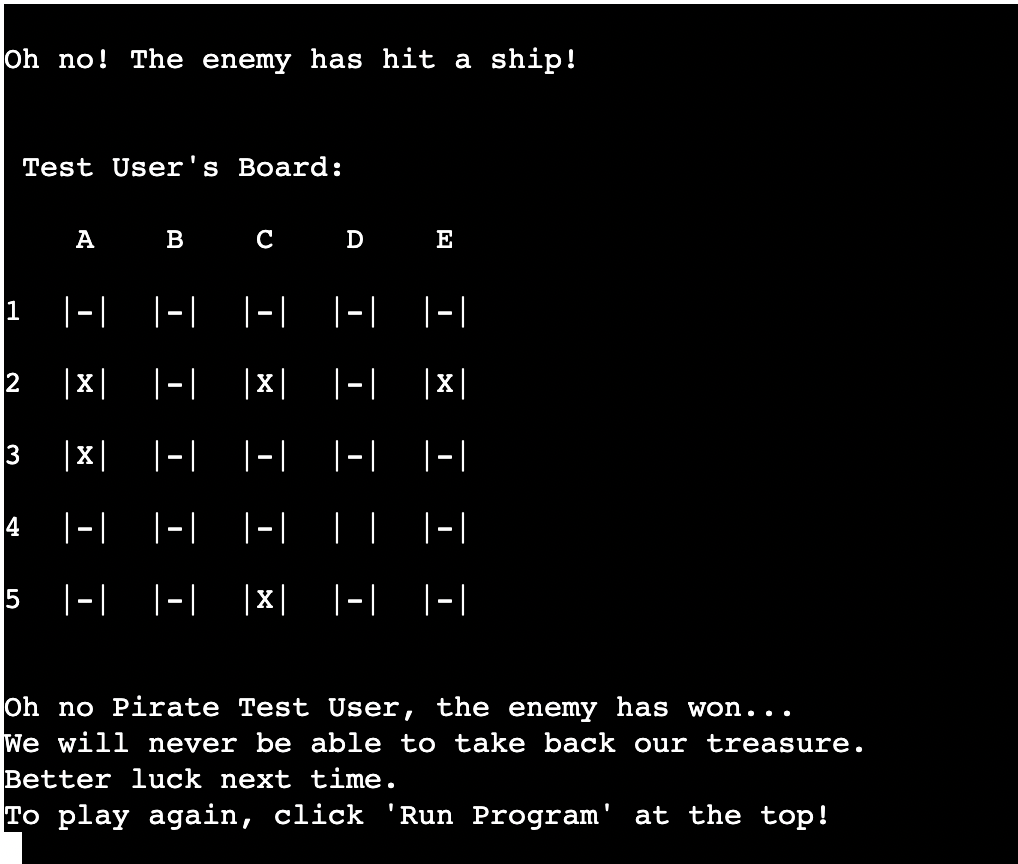 Oh no! The enemy has hit a ship!
Test User's Board:
A B C D E
1 |-| |-| |-| |-| |-|
2 |X| |-| |X| |-| |X|
3 |X| |-| |-| |-| |-|
4 |-| |-| |-| | | |-|
5 |-| |-| |X| |-| |-|
Oh no Pirate Test User, the enemy has won...
We will never be able to take back our treasure.
Better luck next time.
To play again, click 'Run Program' at the top!